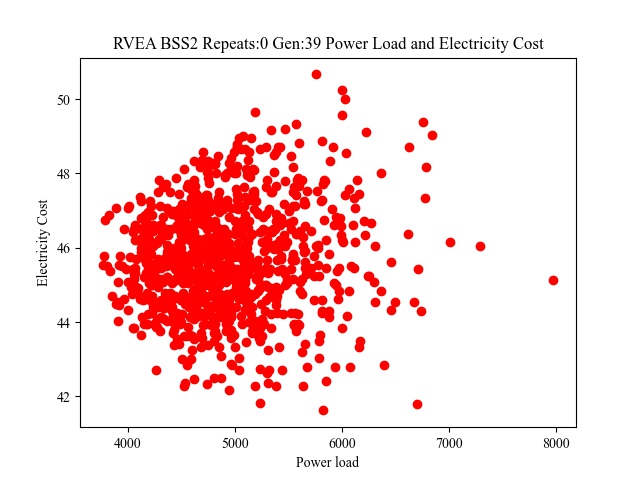 RVEA BSS2 Repeats:0 Gen:39 Power Load and Electricity Cost
50
48
46
44
42
Electricity Cost
4000 5000 6000 7000 8000
Power load